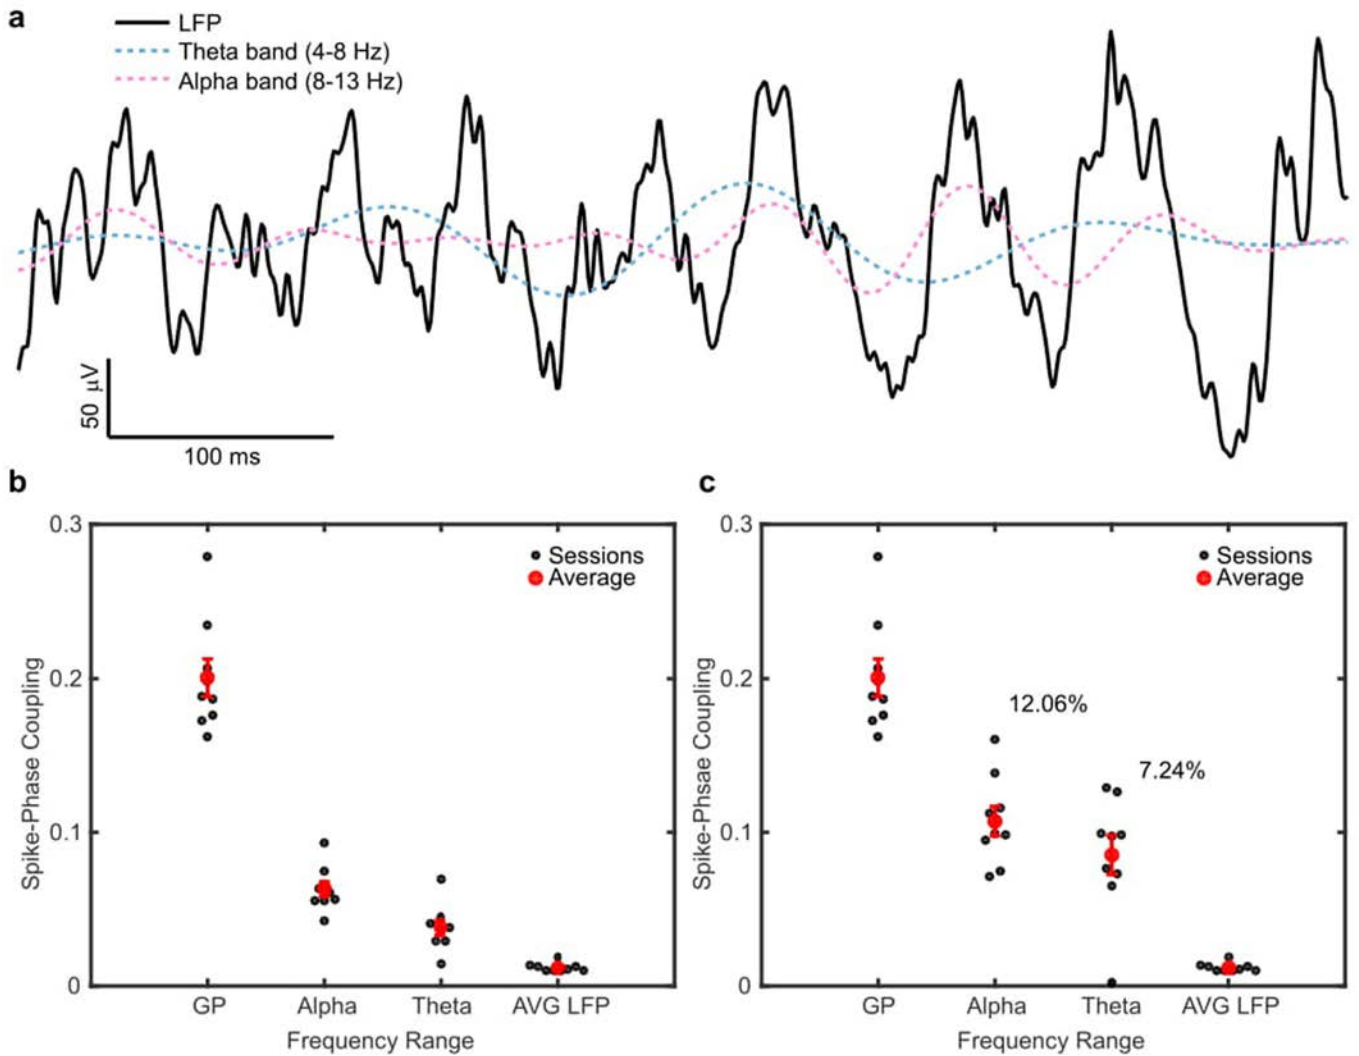 a
LFP
Theta band (4-8 Hz)
Alpha band (8-13 Hz)
50 μV
100 ms
b
0.3
0.2
0.1
0
Spike-Phase Coupling
Sessions
Average
GP Alpha Theta AVG LFP
Frequency Range
c
0.3
0.2
0.1
0
Spike-Phsae Coupling
Sessions
Average
12.06%
7.24%
GP Alpha Theta AVG LFP
Frequency Range